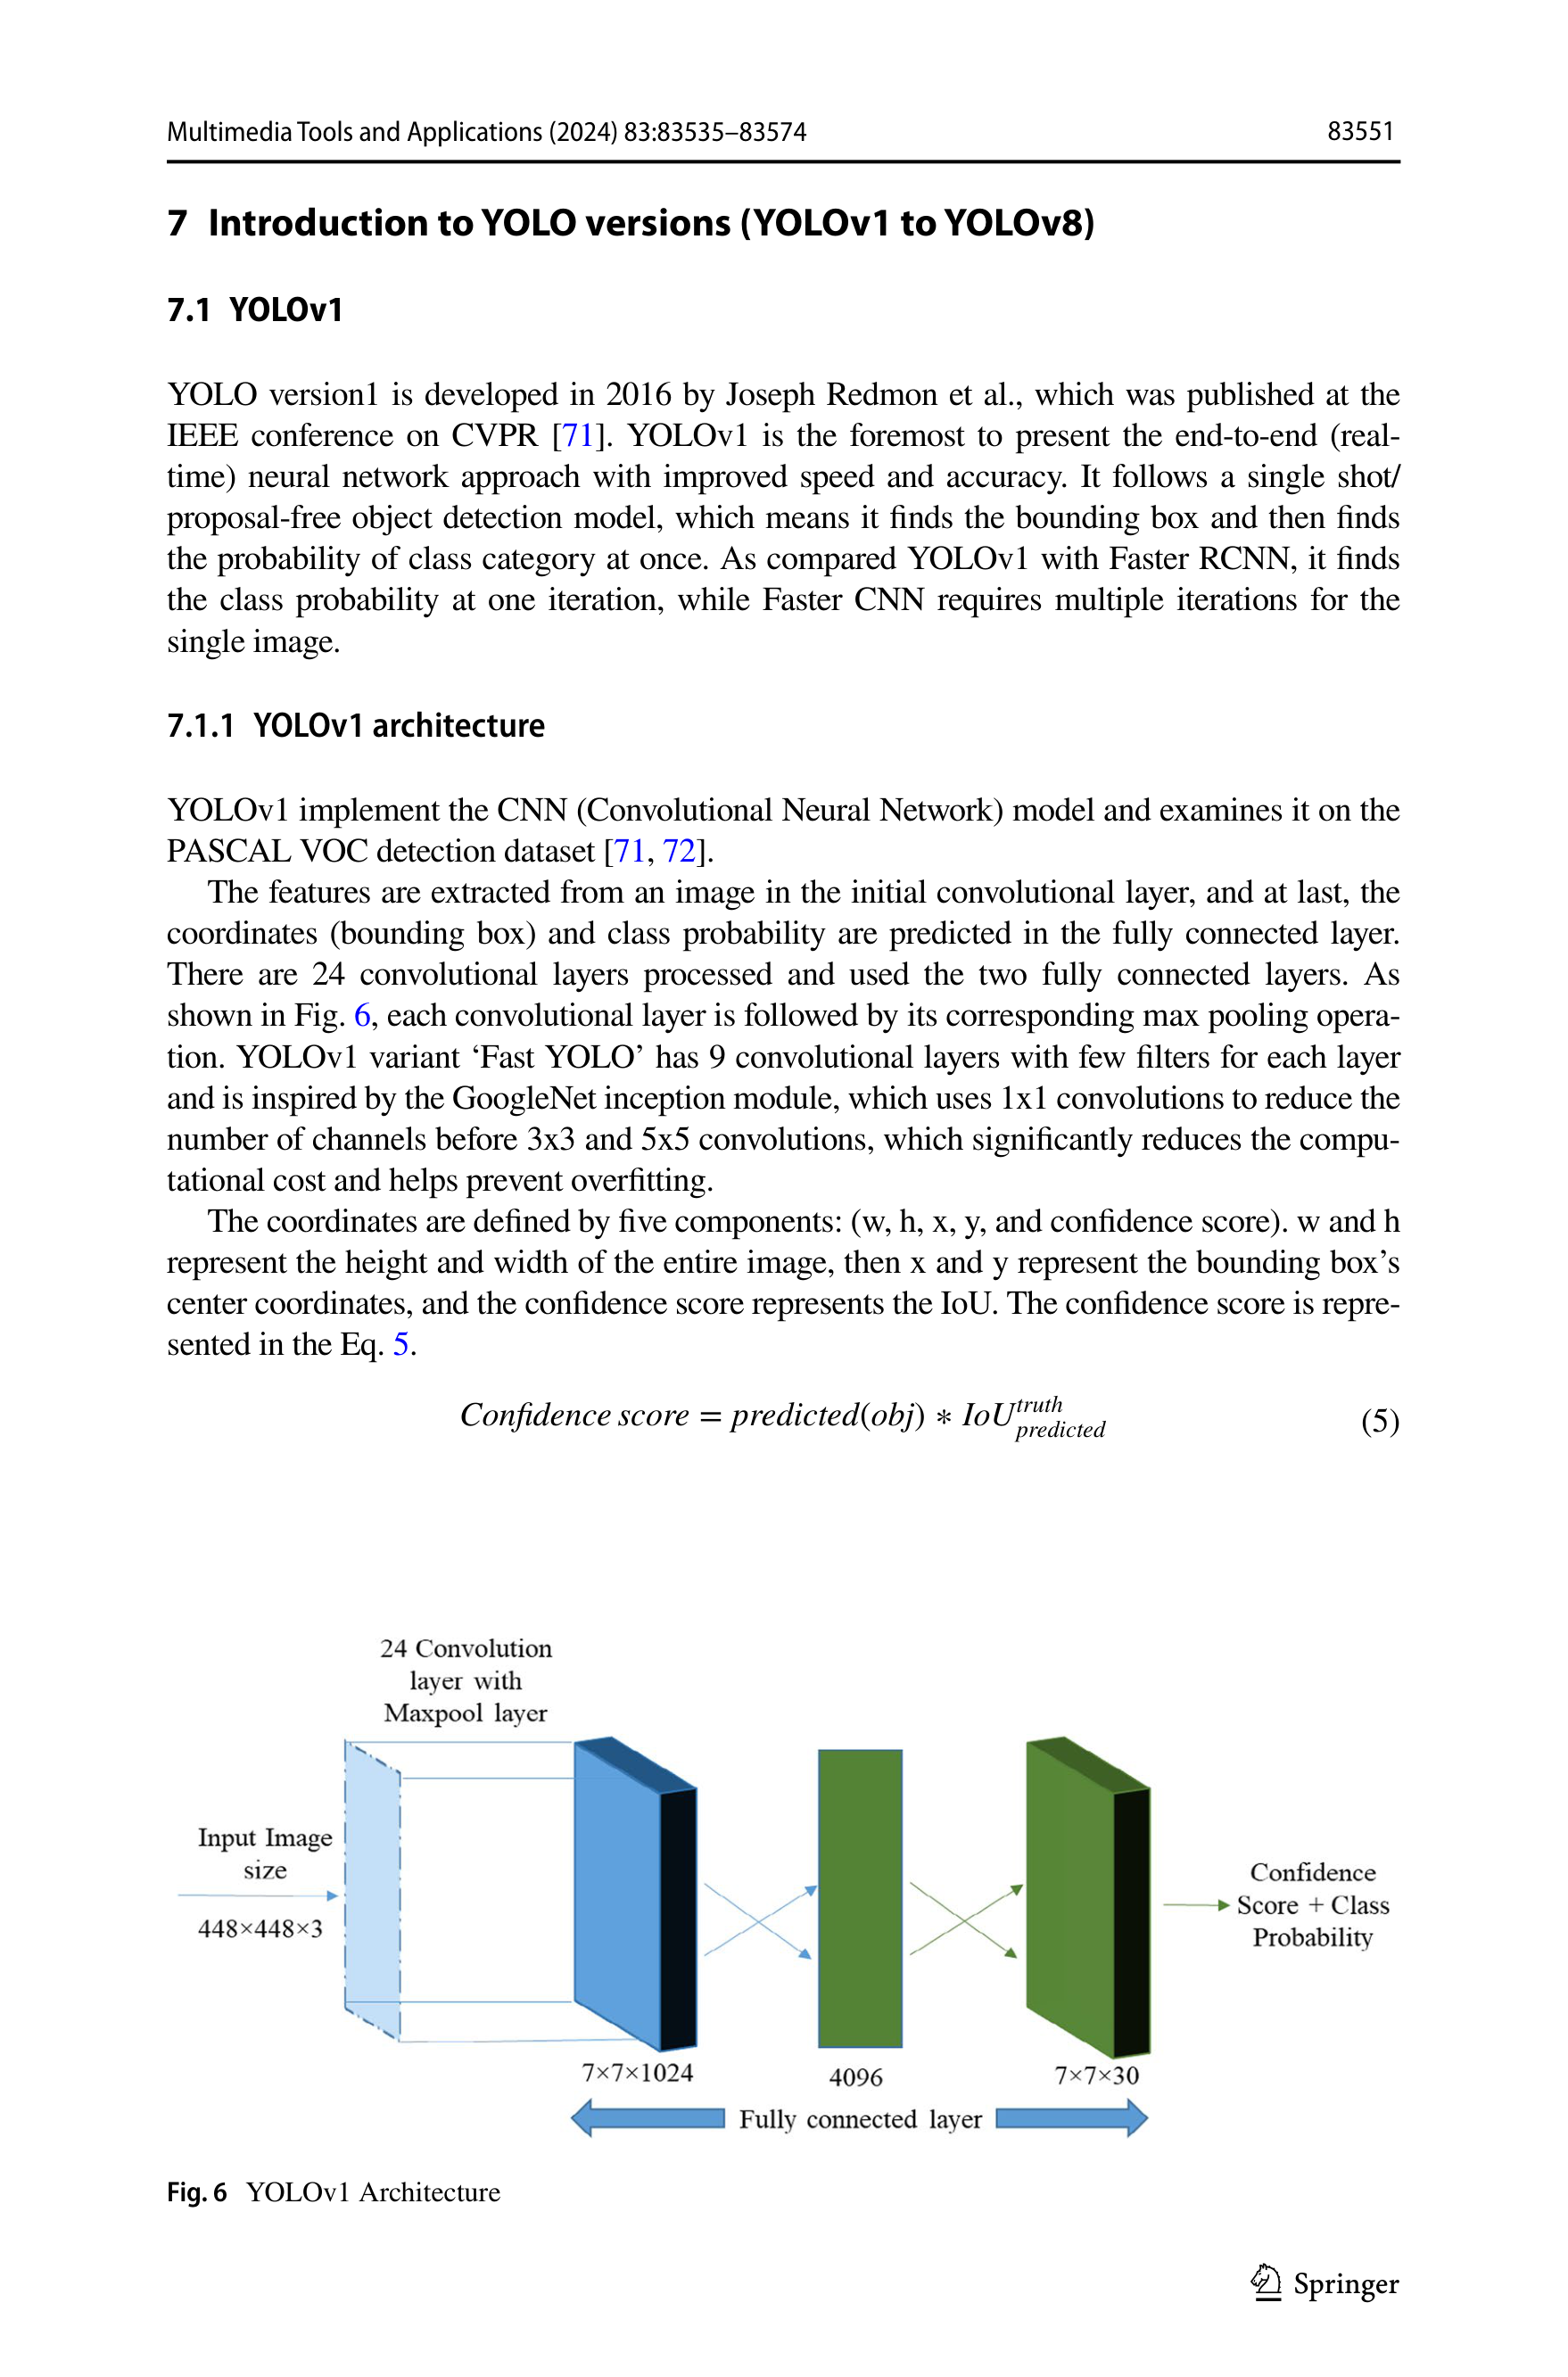 Multimedia Tools and Applications (2024) 83:83535–83574 83551
7 Introduction to YOLO versions (YOLOv1 to YOLOv8)
7.1 YOLOv1
YOLO version1 is developed in 2016 by Joseph Redmon et al., which was published at the
IEEE conference on CVPR [71]. YOLOv1 is the foremost to present the end-to-end (real-
time) neural network approach with improved speed and accuracy. It follows a single shot/
proposal-free object detection model, which means it finds the bounding box and then finds
the probability of class category at once. As compared YOLOv1 with Faster RCNN, it finds
the class probability at one iteration, while Faster CNN requires multiple iterations for the
single image.
7.1.1 YOLOv1 architecture
YOLOv1 implement the CNN (Convolutional Neural Network) model and examines it on the
PASCAL VOC detection dataset [71, 72].
The features are extracted from an image in the initial convolutional layer, and at last, the
coordinates (bounding box) and class probability are predicted in the fully connected layer.
There are 24 convolutional layers processed and used the two fully connected layers. As
shown in Fig. 6, each convolutional layer is followed by its corresponding max pooling opera-
tion. YOLOv1 variant ‘Fast YOLO’ has 9 convolutional layers with few filters for each layer
and is inspired by the GoogleNet inception module, which uses 1x1 convolutions to reduce the
number of channels before 3x3 and 5x5 convolutions, which significantly reduces the compu-
tational cost and helps prevent overfitting.
The coordinates are defined by five components: (w, h, x, y, and confidence score). w and h
represent the height and width of the entire image, then x and y represent the bounding box’s
center coordinates, and the confidence score represents the IoU. The confidence score is repre-
sented in the Eq. 5.
Confidence score = predicted(obj) ∗ IoU^{truth}_{predicted} (5)
24 Convolution
layer with
Maxpool layer
Input Image
size
448×448×3
Confidence
Score + Class
Probability
7×7×1024
4096
7×7×30
Fully connected layer
Fig. 6 YOLOv1 Architecture
Springer